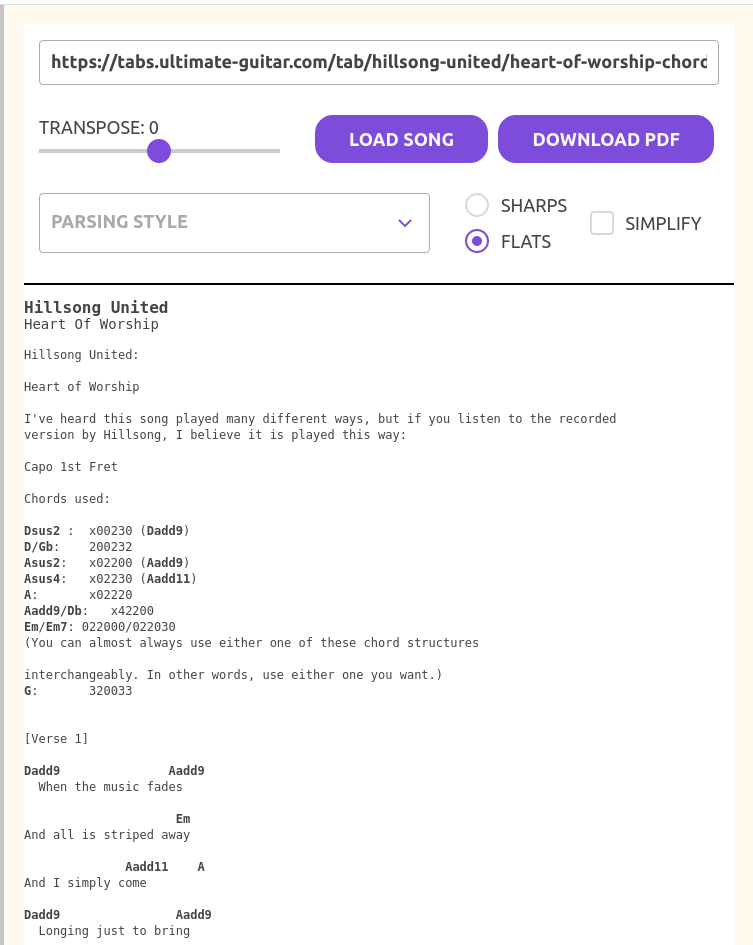 https://tabs.ultimate-guitar.com/tab/hillsong-united/heart-of-worship-chord
TRANSPOSE: 0
LOAD SONG
DOWNLOAD PDF
PARSING STYLE
SHARPS
FLATS
SIMPLIFY
Hillsong United
Heart Of Worship
Hillsong United:
Heart of Worship
I've heard this song played many different ways, but if you listen to the recorded
version by Hillsong, I believe it is played this way:
Capo 1st Fret
Chords used:
Dsus2 :  x00230 (Dadd9)
D/Gb:    200232
Asus2:   x02200 (Aadd9)
Asus4:   x02230 (Aadd11)
A:       x02220
Aadd9/Db:   x42200
Em/Em7: 022000/022030
(You can almost always use either one of these chord structures
interchangeably. In other words, use either one you want.)
G:       320033
[Verse 1]
Dadd9               Aadd9
  When the music fades
                     Em
And all is striped away
              Aadd11    A
And I simply come
Dadd9                Aadd9
  Longing just to bring